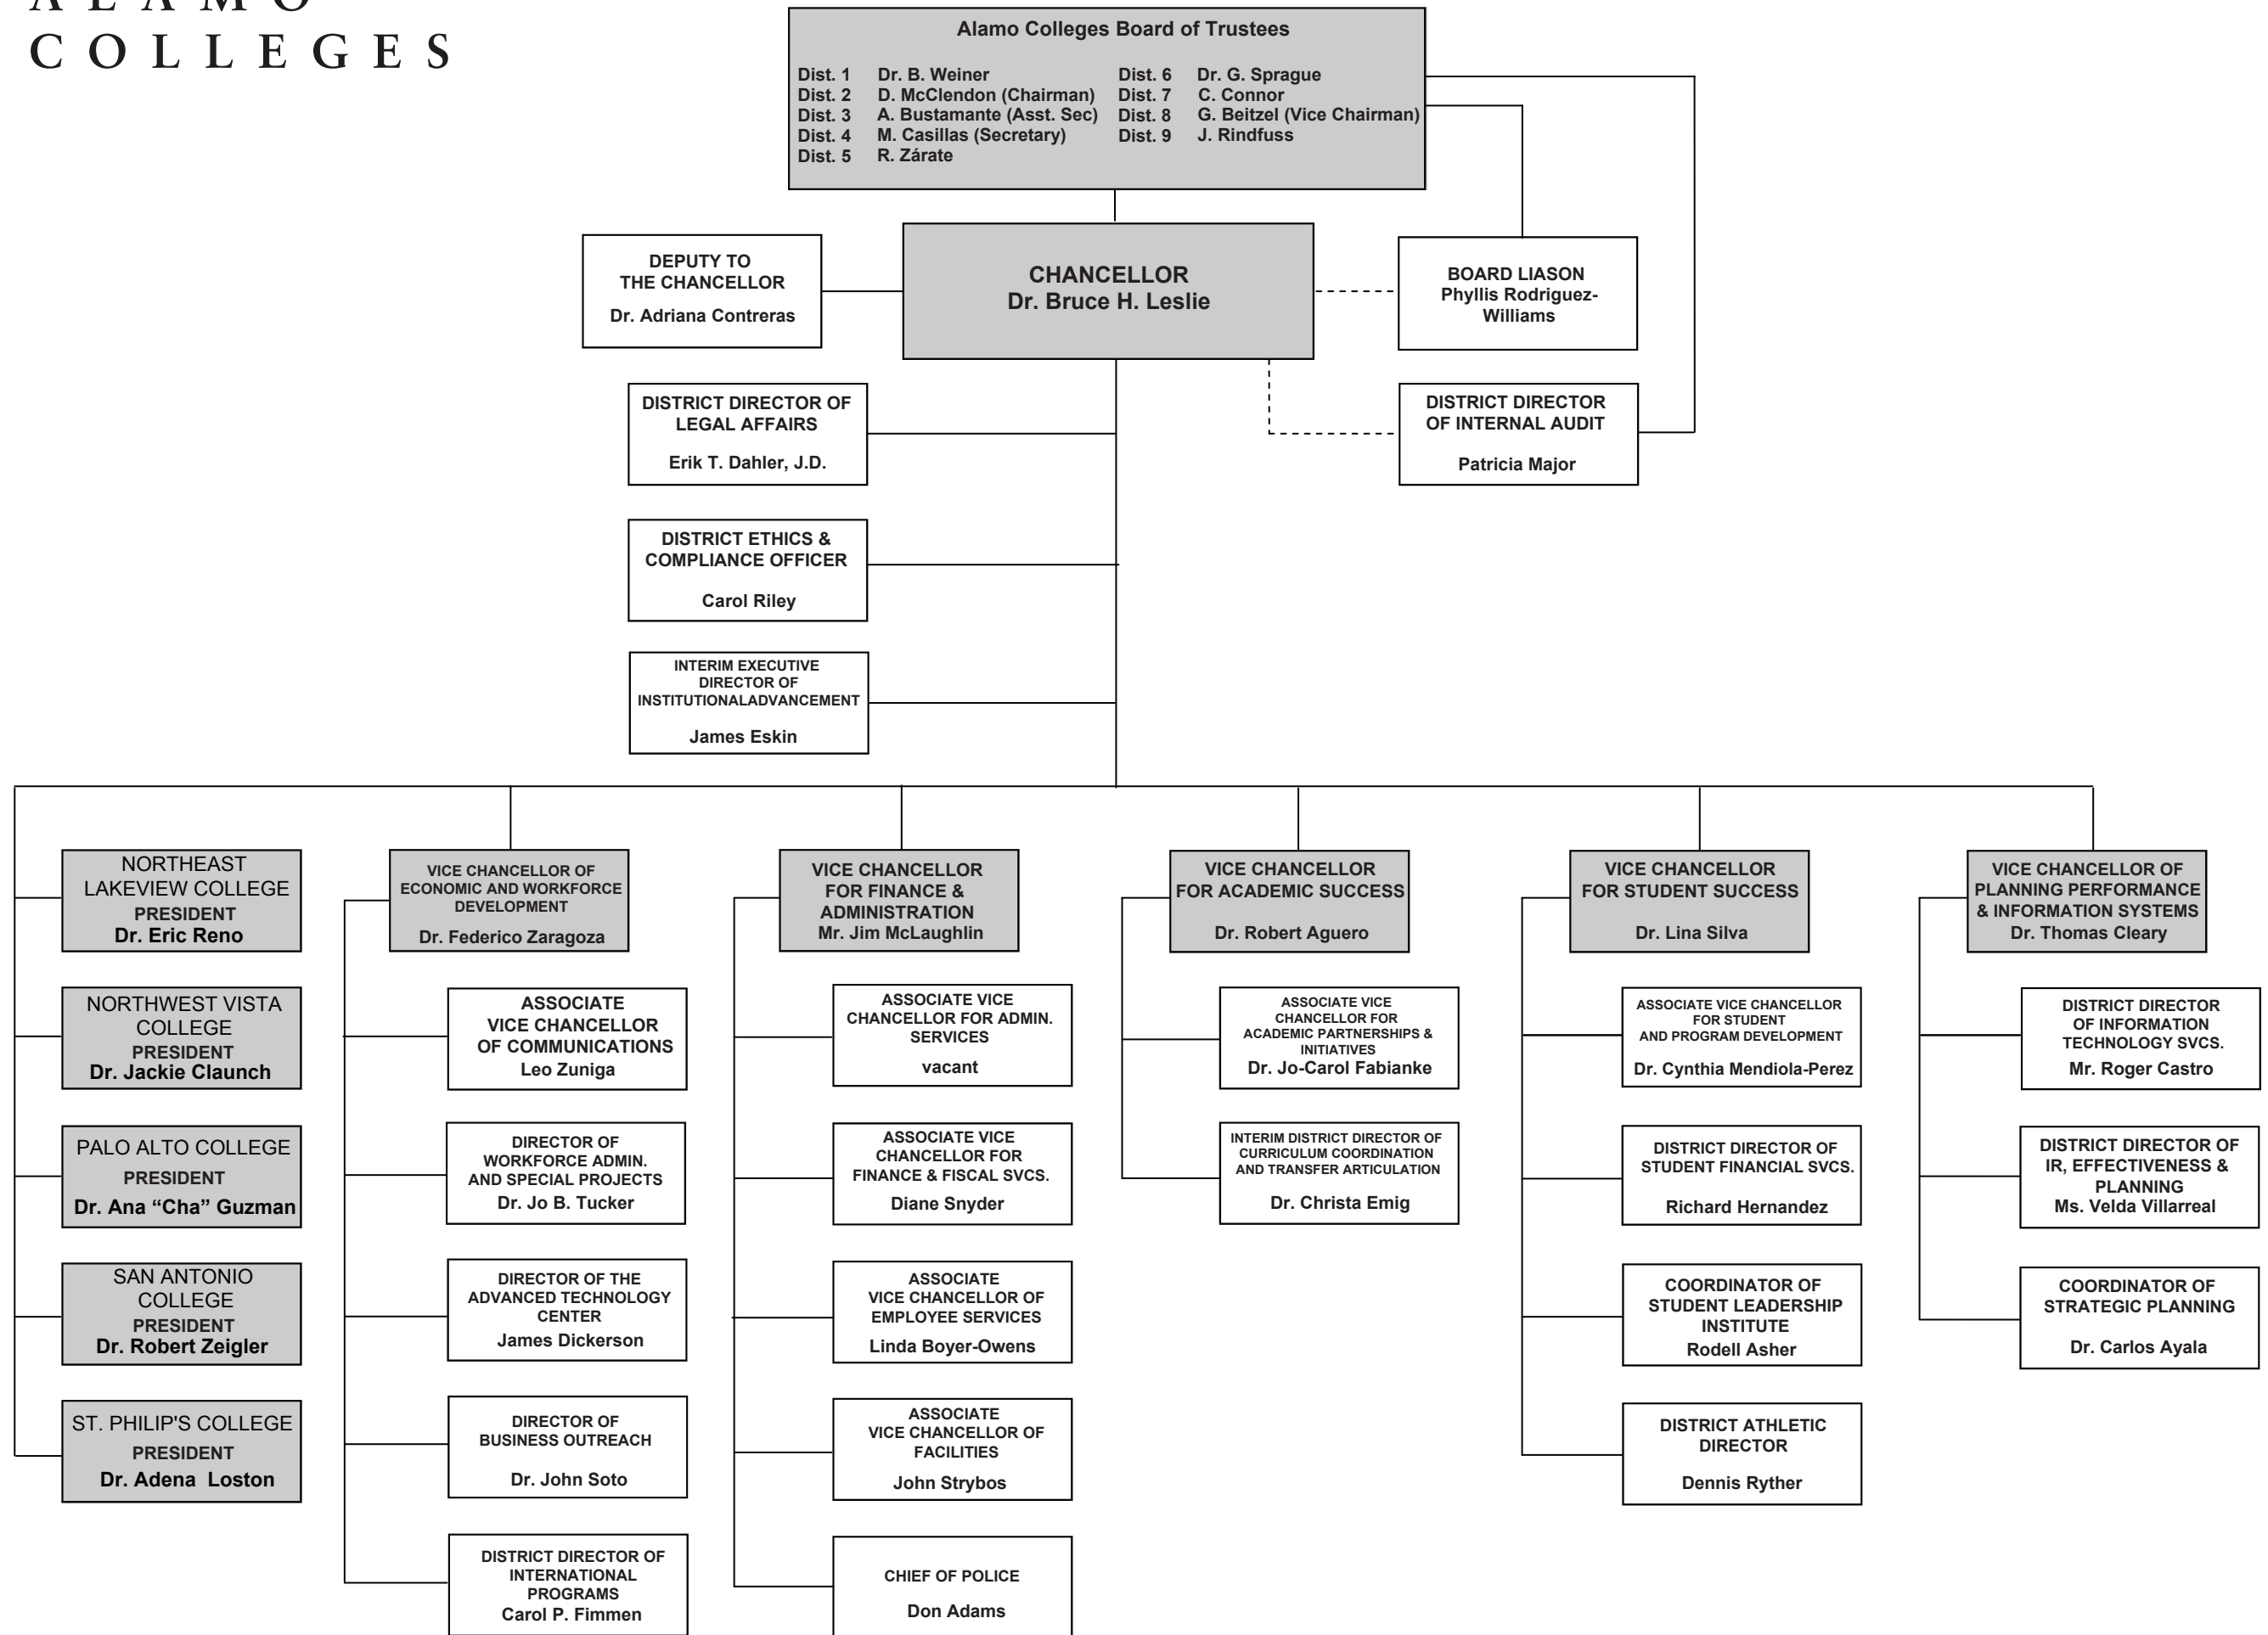 ALAMO
COLLEGES
Alamo Colleges Board of Trustees
Dist. 1 Dr. B. Weiner
Dist. 2 D. McClendon (Chairman)
Dist. 3 A. Bustamante (Asst. Sec)
Dist. 4 M. Casillas (Secretary)
Dist. 5 R. Zárate
Dist. 6 Dr. G. Sprague
Dist. 7 C. Connor
Dist. 8 G. Beitzel (Vice Chairman)
Dist. 9 J. Rindfuss
DEPUTY TO
THE CHANCELLOR
Dr. Adriana Contreras
CHANCELLOR
Dr. Bruce H. Leslie
BOARD LIASON
Phyllis Rodriguez-
Williams
DISTRICT DIRECTOR OF
LEGAL AFFAIRS
Erik T. Dahler, J.D.
DISTRICT DIRECTOR
OF INTERNAL AUDIT
Patricia Major
DISTRICT ETHICS &
COMPLIANCE OFFICER
Carol Riley
INTERIM EXECUTIVE
DIRECTOR OF
INSTITUTIONALADVANCEMENT
James Eskin
NORTHEAST
LAKEVIEW COLLEGE
PRESIDENT
Dr. Eric Reno
NORTHWEST VISTA
COLLEGE
PRESIDENT
Dr. Jackie Claunch
PALO ALTO COLLEGE
PRESIDENT
Dr. Ana “Cha” Guzman
SAN ANTONIO
COLLEGE
PRESIDENT
Dr. Robert Zeigler
ST. PHILIP'S COLLEGE
PRESIDENT
Dr. Adena Loston
VICE CHANCELLOR OF
ECONOMIC AND WORKFORCE
DEVELOPMENT
Dr. Federico Zaragoza
ASSOCIATE
VICE CHANCELLOR
OF COMMUNICATIONS
Leo Zuniga
DIRECTOR OF
WORKFORCE ADMIN.
AND SPECIAL PROJECTS
Dr. Jo B. Tucker
DIRECTOR OF THE
ADVANCED TECHNOLOGY
CENTER
James Dickerson
DIRECTOR OF
BUSINESS OUTREACH
Dr. John Soto
DISTRICT DIRECTOR OF
INTERNATIONAL
PROGRAMS
Carol P. Fimmen
VICE CHANCELLOR
FOR FINANCE &
ADMINISTRATION
Mr. Jim McLaughlin
ASSOCIATE VICE
CHANCELLOR FOR ADMIN.
SERVICES
vacant
ASSOCIATE VICE
CHANCELLOR FOR
FINANCE & FISCAL SVCS.
Diane Snyder
ASSOCIATE
VICE CHANCELLOR OF
EMPLOYEE SERVICES
Linda Boyer-Owens
ASSOCIATE
VICE CHANCELLOR OF
FACILITIES
John Strybos
CHIEF OF POLICE
Don Adams
VICE CHANCELLOR
FOR ACADEMIC SUCCESS
Dr. Robert Aguero
ASSOCIATE VICE
CHANCELLOR FOR
ACADEMIC PARTNERSHIPS &
INITIATIVES
Dr. Jo-Carol Fabianke
INTERIM DISTRICT DIRECTOR OF
CURRICULUM COORDINATION
AND TRANSFER ARTICULATION
Dr. Christa Emig
VICE CHANCELLOR
FOR STUDENT SUCCESS
Dr. Lina Silva
ASSOCIATE VICE CHANCELLOR
FOR STUDENT
AND PROGRAM DEVELOPMENT
Dr. Cynthia Mendiola-Perez
DISTRICT DIRECTOR OF
STUDENT FINANCIAL SVCS.
Richard Hernandez
COORDINATOR OF
STUDENT LEADERSHIP
INSTITUTE
Rodell Asher
DISTRICT ATHLETIC
DIRECTOR
Dennis Ryther
VICE CHANCELLOR OF
PLANNING PERFORMANCE
& INFORMATION SYSTEMS
Dr. Thomas Cleary
DISTRICT DIRECTOR
OF INFORMATION
TECHNOLOGY SVCS.
Mr. Roger Castro
DISTRICT DIRECTOR OF
IR, EFFECTIVENESS &
PLANNING
Ms. Velda Villarreal
COORDINATOR OF
STRATEGIC PLANNING
Dr. Carlos Ayala